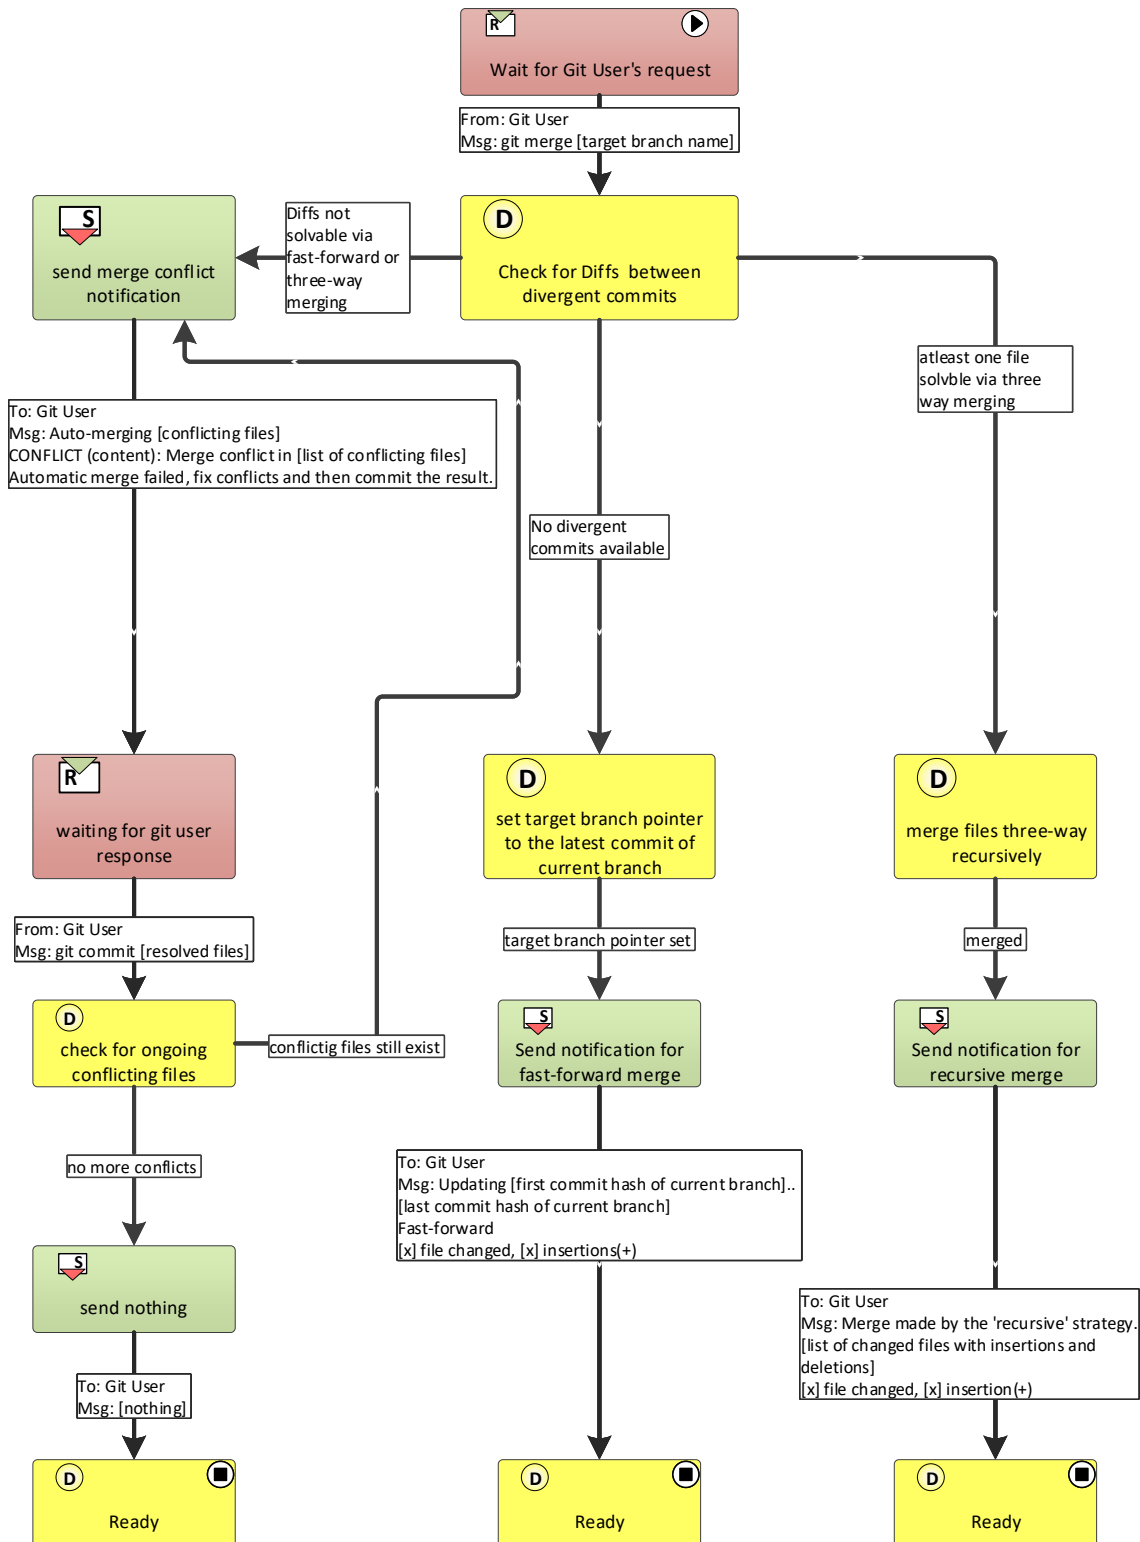 R
Wait for Git User's request
From: Git User
Msg: git merge [target branch name]
S
send merge conflict
notification
Diffs not
solvable via
fast-forward or
three-way
merging
D
Check for Diffs between
divergent commits
atleast one file
solvble via three
way merging
To: Git User
Msg: Auto-merging [conflicting files]
CONFLICT (content): Merge conflict in [list of conflicting files]
Automatic merge failed, fix conflicts and then commit the result.
No divergent
commits available
R
waiting for git user
response
D
set target branch pointer
to the latest commit of
current branch
D
merge files three-way
recursively
From: Git User
Msg: git commit [resolved files]
target branch pointer set
merged
D
check for ongoing
conflicting files
conflictig files still exist
S
Send notification for
fast-forward merge
S
Send notification for
recursive merge
no more conflicts
To: Git User
Msg: Updating [first commit hash of current branch]..
[last commit hash of current branch]
Fast-forward
[x] file changed, [x] insertions(+)
S
send nothing
To: Git User
Msg: Merge made by the 'recursive' strategy.
[list of changed files with insertions and
deletions]
[x] file changed, [x] insertion(+)
To: Git User
Msg: [nothing]
D
Ready
D
Ready
D
Ready